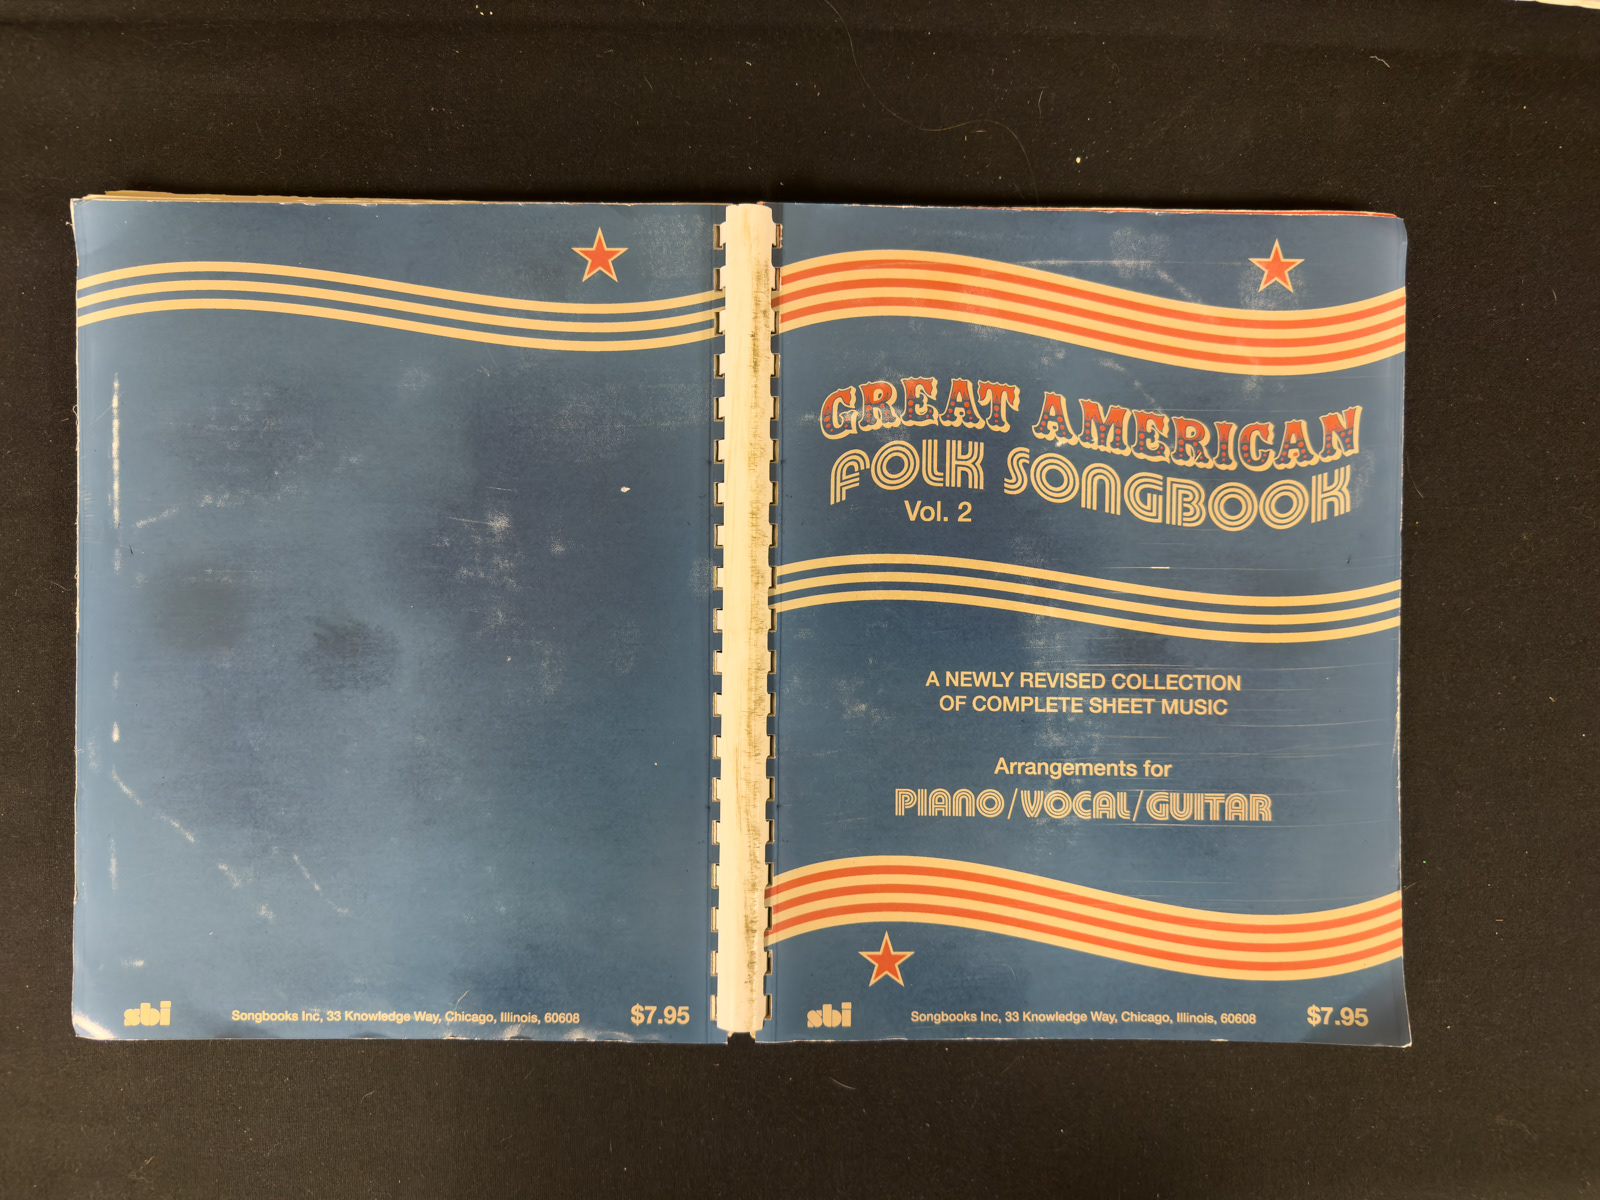 sbi
Songbooks Inc, 33 Knowledge Way, Chicago, Illinois, 60608
$7.95
GREAT AMERICAN
FOLK SONGBOOK
Vol. 2
A NEWLY REVISED COLLECTION
OF COMPLETE SHEET MUSIC
Arrangements for
PIANO/VOCAL/GUITAR
sbi
Songbooks Inc, 33 Knowledge Way, Chicago, Illinois, 60608
$7.95